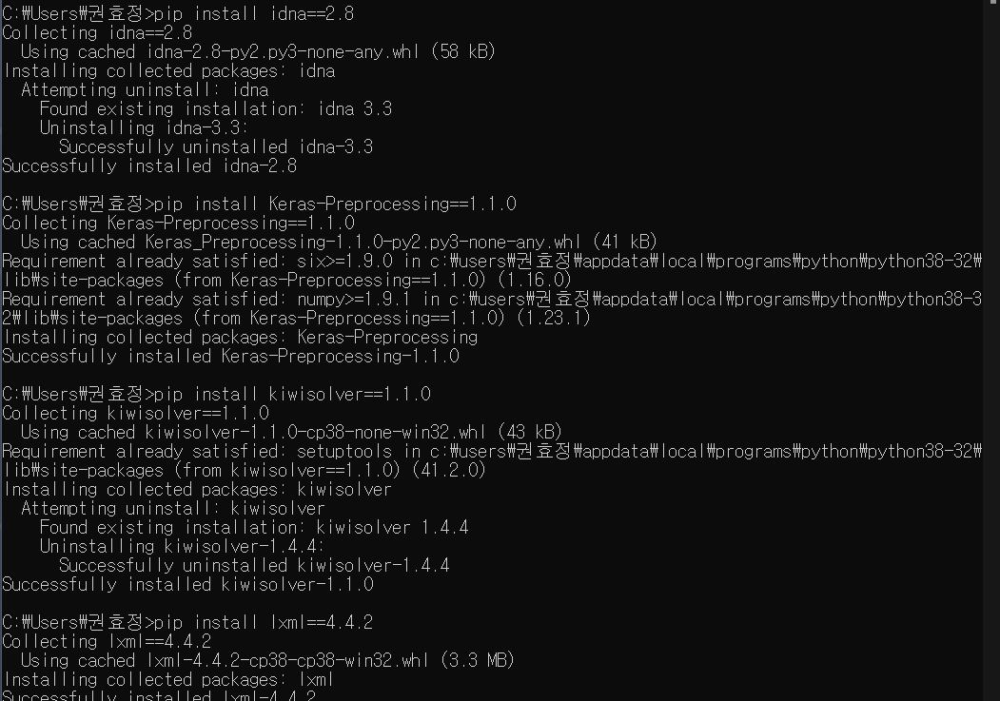 C:₩Users₩권효정>pip install idna==2.8
Collecting idna==2.8
  Using cached idna-2.8-py2.py3-none-any.whl (58 kB)
Installing collected packages: idna
  Attempting uninstall: idna
    Found existing installation: idna 3.3
    Uninstalling idna-3.3:
      Successfully uninstalled idna-3.3
Successfully installed idna-2.8
C:₩Users₩권효정>pip install Keras-Preprocessing==1.1.0
Collecting Keras-Preprocessing==1.1.0
  Using cached Keras_Preprocessing-1.1.0-py2.py3-none-any.whl (41 kB)
Requirement already satisfied: six>=1.9.0 in c:₩users₩권효정₩appdata₩local₩programs₩python₩python38-32₩
lib₩site-packages (from Keras-Preprocessing==1.1.0) (1.16.0)
Requirement already satisfied: numpy>=1.9.1 in c:₩users₩권효정₩appdata₩local₩programs₩python₩python38-3
2₩lib₩site-packages (from Keras-Preprocessing==1.1.0) (1.23.1)
Installing collected packages: Keras-Preprocessing
Successfully installed Keras-Preprocessing-1.1.0
C:₩Users₩권효정>pip install kiwisolver==1.1.0
Collecting kiwisolver==1.1.0
  Using cached kiwisolver-1.1.0-cp38-none-win32.whl (43 kB)
Requirement already satisfied: setuptools in c:₩users₩권효정₩appdata₩local₩programs₩python₩python38-32₩
lib₩site-packages (from kiwisolver==1.1.0) (41.2.0)
Installing collected packages: kiwisolver
  Attempting uninstall: kiwisolver
    Found existing installation: kiwisolver 1.4.4
    Uninstalling kiwisolver-1.4.4:
      Successfully uninstalled kiwisolver-1.4.4
Successfully installed kiwisolver-1.1.0
C:₩Users₩권효정>pip install lxml==4.4.2
Collecting lxml==4.4.2
  Using cached lxml-4.4.2-cp38-cp38-win32.whl (3.3 MB)
Installing collected packages: lxml
Successfully installed lxml-4.4.2